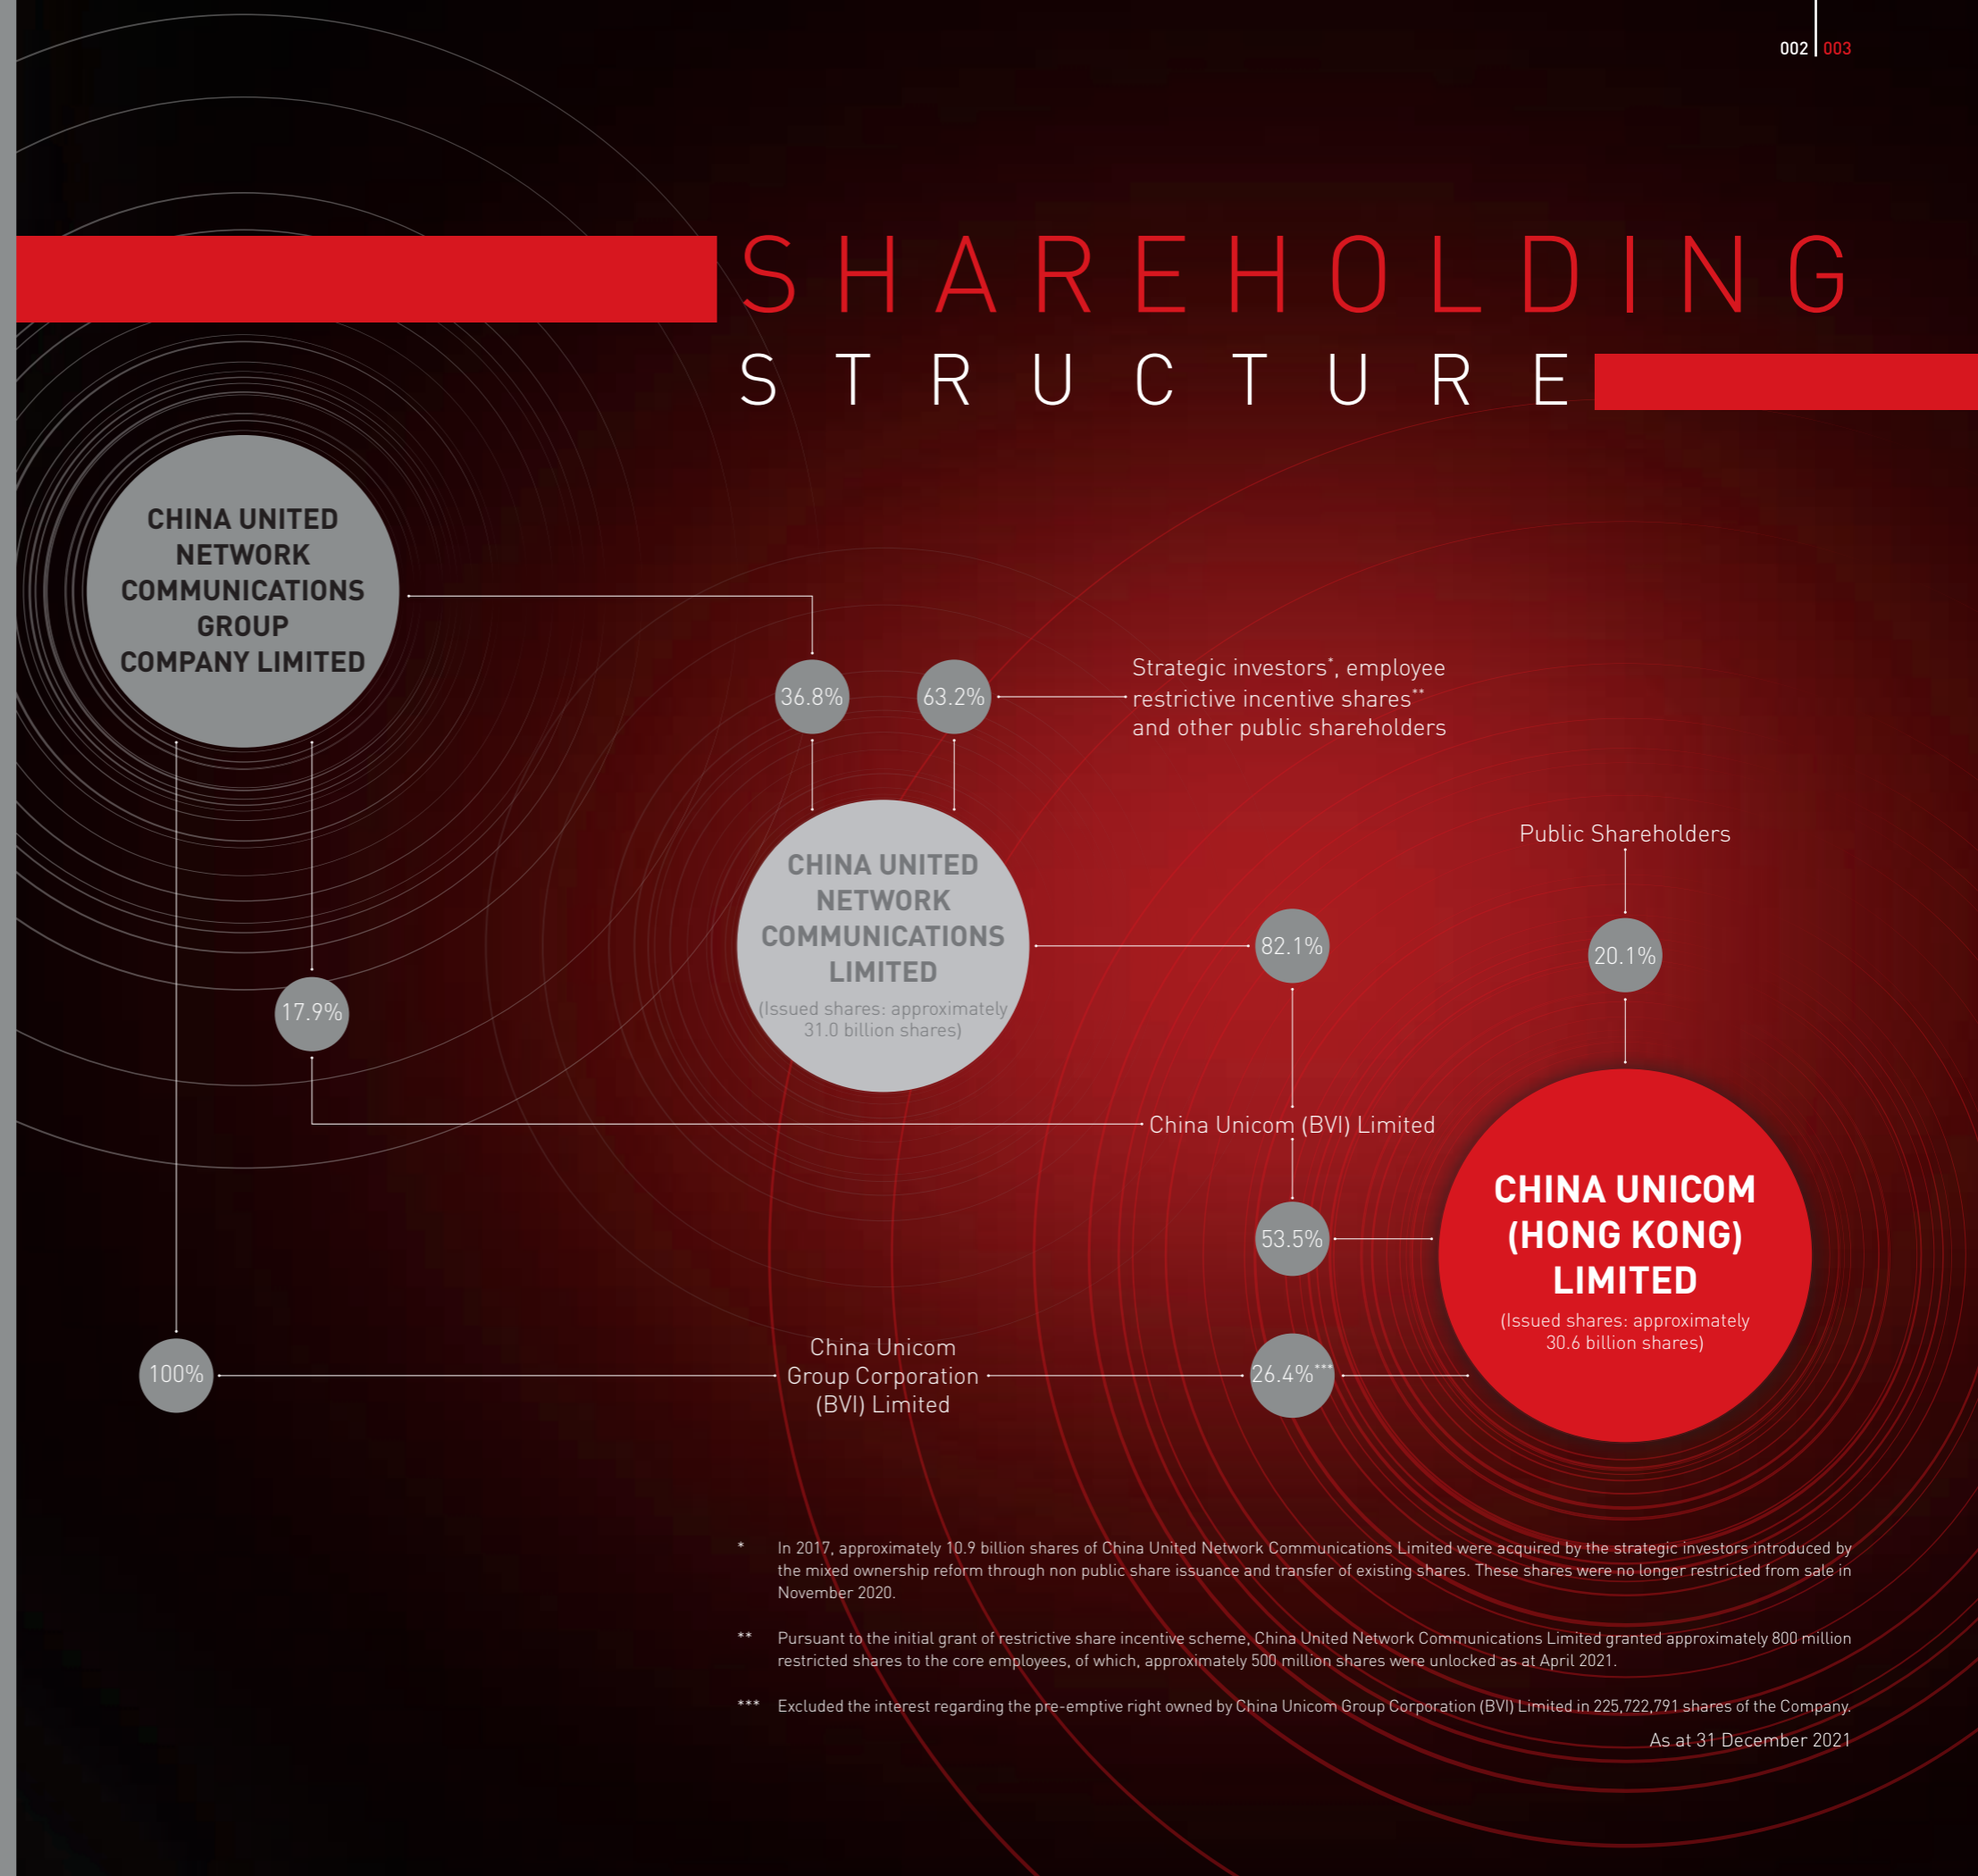 002 003
SHAREHOLDING
STRUCTURE
CHINA UNITED
NETWORK
COMMUNICATIONS
GROUP
COMPANY LIMITED
36.8%
63.2%
Strategic investors*, employee
restrictive incentive shares**
and other public shareholders
CHINA UNITED
NETWORK
COMMUNICATIONS
LIMITED
(Issued shares: approximately
31.0 billion shares)
82.1%
Public Shareholders
20.1%
17.9%
China Unicom (BVI) Limited
53.5%
CHINA UNICOM
(HONG KONG)
LIMITED
(Issued shares: approximately
30.6 billion shares)
100%
China Unicom
Group Corporation
(BVI) Limited
26.4%***
* In 2017, approximately 10.9 billion shares of China United Network Communications Limited were acquired by the strategic investors introduced by
the mixed ownership reform through non public share issuance and transfer of existing shares. These shares were no longer restricted from sale in
November 2020.
** Pursuant to the initial grant of restrictive share incentive scheme, China United Network Communications Limited granted approximately 800 million
restricted shares to the core employees, of which, approximately 500 million shares were unlocked as at April 2021.
*** Excluded the interest regarding the pre-emptive right owned by China Unicom Group Corporation (BVI) Limited in 225,722,791 shares of the Company.
As at 31 December 2021